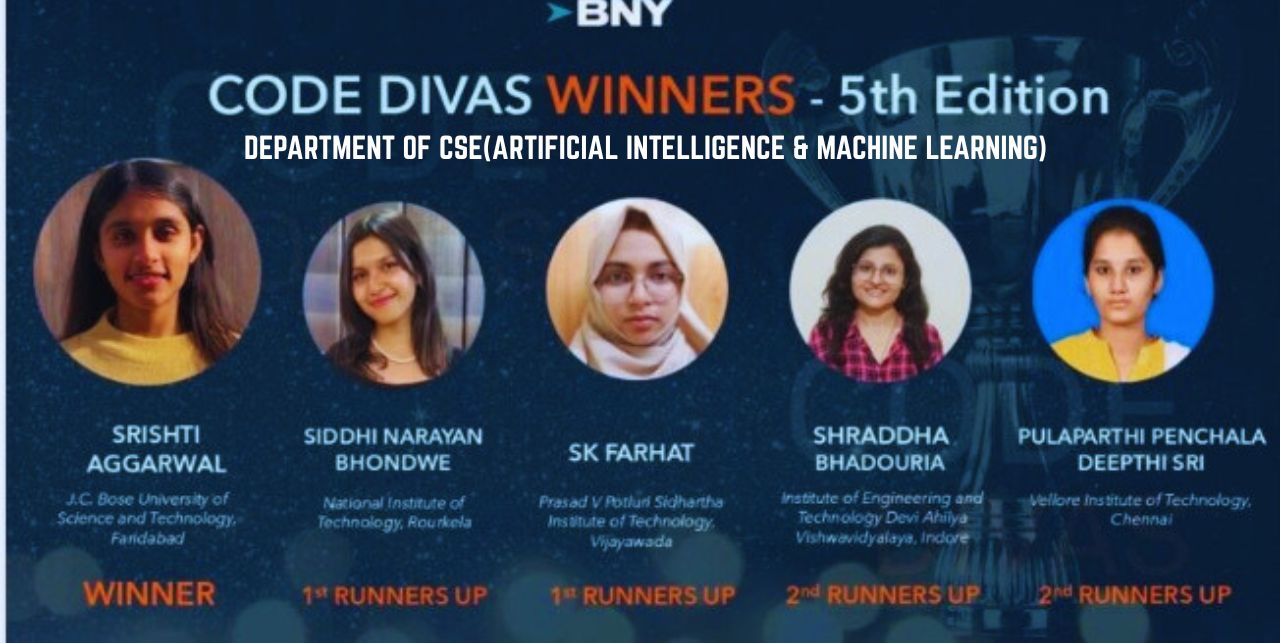 BNY
CODE DIVAS WINNERS - 5th Edition
DEPARTMENT OF CSE(ARTIFICIAL INTELLIGENCE & MACHINE LEARNING)
SRISHTI
AGGARWAL
J.C. Bose University of
Science and Technology,
Faridabad
WINNER
SIDDHI NARAYAN
BHONDWE
National Institute of
Technology, Rourkela
1st RUNNERS UP
SK FARHAT
Prasad V Potluri Sidhartha
Institute of Technology,
Vijayawada
1st RUNNERS UP
SHRADDHA
BHADOURIA
Institute of Engineering and
Technology Devi Ahilya
Vishwavidyalaya, Indore
2nd RUNNERS UP
PULAPARTHI PENCHALA
DEEPTHI SRI
Vellore Institute of Technology,
Chennai
2nd RUNNERS UP
CODE
DIVAS